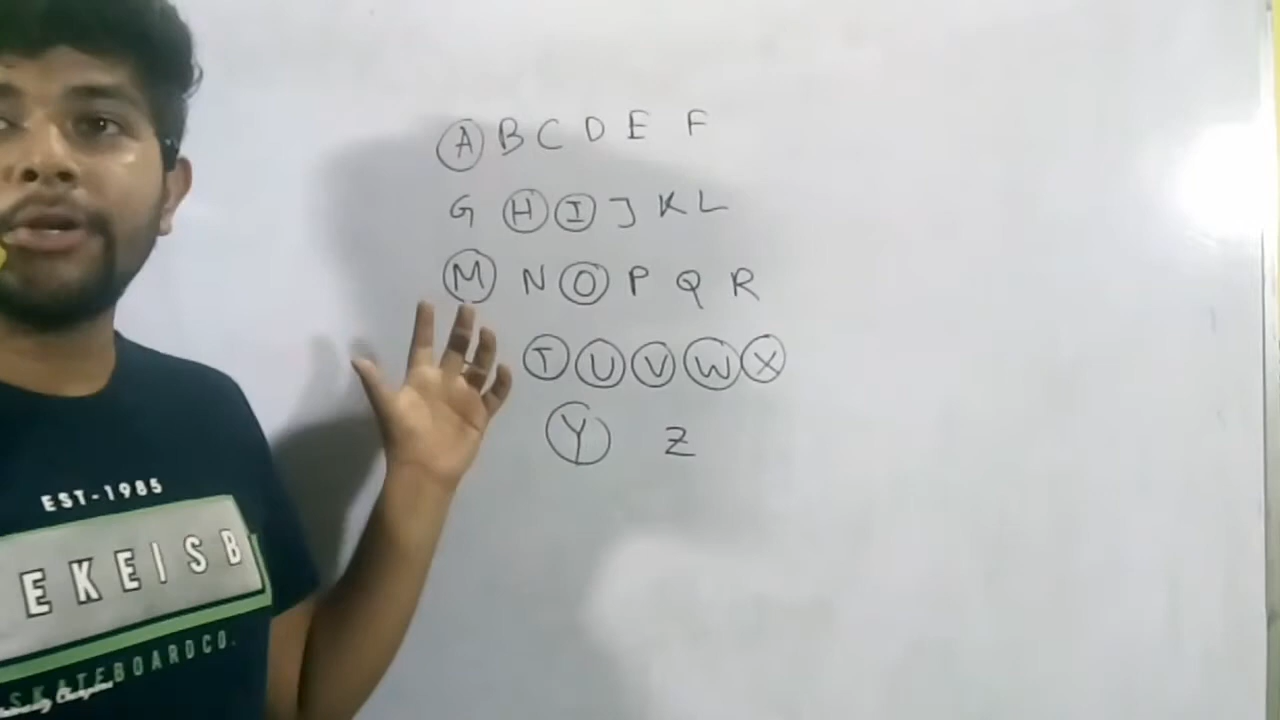 A B C D E F
G H I J K L
M N O P Q R
T U V W X
Y Z
EST-1985
EKEISB
SKATEBOARDCO.